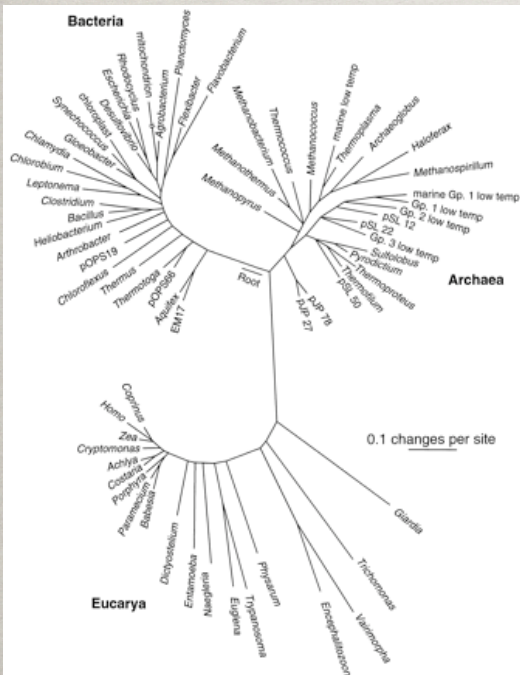 Bacteria
Planctomyces
Flavobacterium
mitochondrion
Agrobacterium
Flexibacter
Rhodocyclus
Escherichia
Desulfovibrio
chloroplast
Synechococcus
Gloeobacter
Chlamydia
Chlorobium
Leptonema
Clostridium
Bacillus
Heliobacterium
Arthrobacter
pOPS19
Chloroflexus
Thermus
Thermotoga
pOPS66
Aquifex
EM17
Root
Methanobacterium
Thermococcus
Methanococcus
Methanothermus
Methanopyrus
marine low temp
Thermoplasma
Archaeoglobus
Haloferax
Methanospirillum
marine Gp. 1 low temp
Gp. 1 low temp
Gp. 2 low temp
pSL 12
pSL 22
Gp. 3 low temp
Sulfolobus
Pyrodictium
Thermoproteus
Thermofilum
pSL 50
pJP 78
pJP 27
Archaea
0.1 changes per site
Coprinus
Homo
Zea
Cryptomonas
Achlya
Costaria
Porphyra
Paramecium
Babesia
Dictyostelium
Entamoeba
Naegleria
Euglena
Trypanosoma
Physarum
Encephalitozoon
Vairimorpha
Trichomonas
Giardia
Eucarya